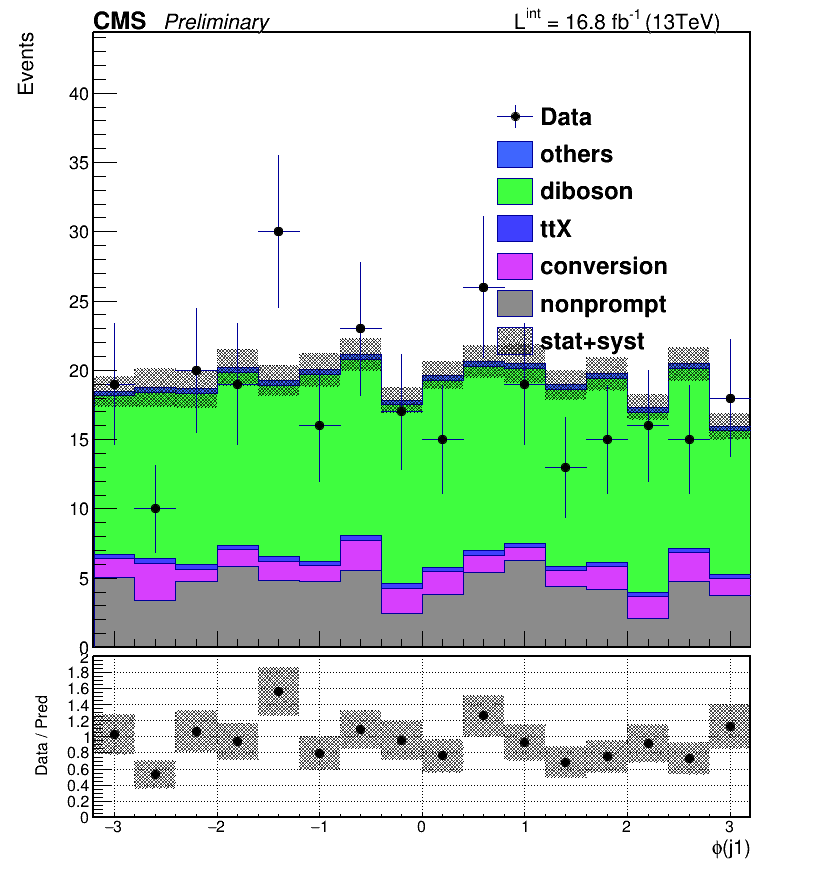 CMS Preliminary L^int = 16.8 fb^-1 (13TeV)
Events
40
35
30
25
20
15
10
5
0
Data
others
diboson
ttX
conversion
nonprompt
stat+syst
Data / Pred
2
1.8
1.6
1.4
1.2
1
0.8
0.6
0.4
0.2
0
−3 −2 −1 0 1 2 3
ϕ(j1)